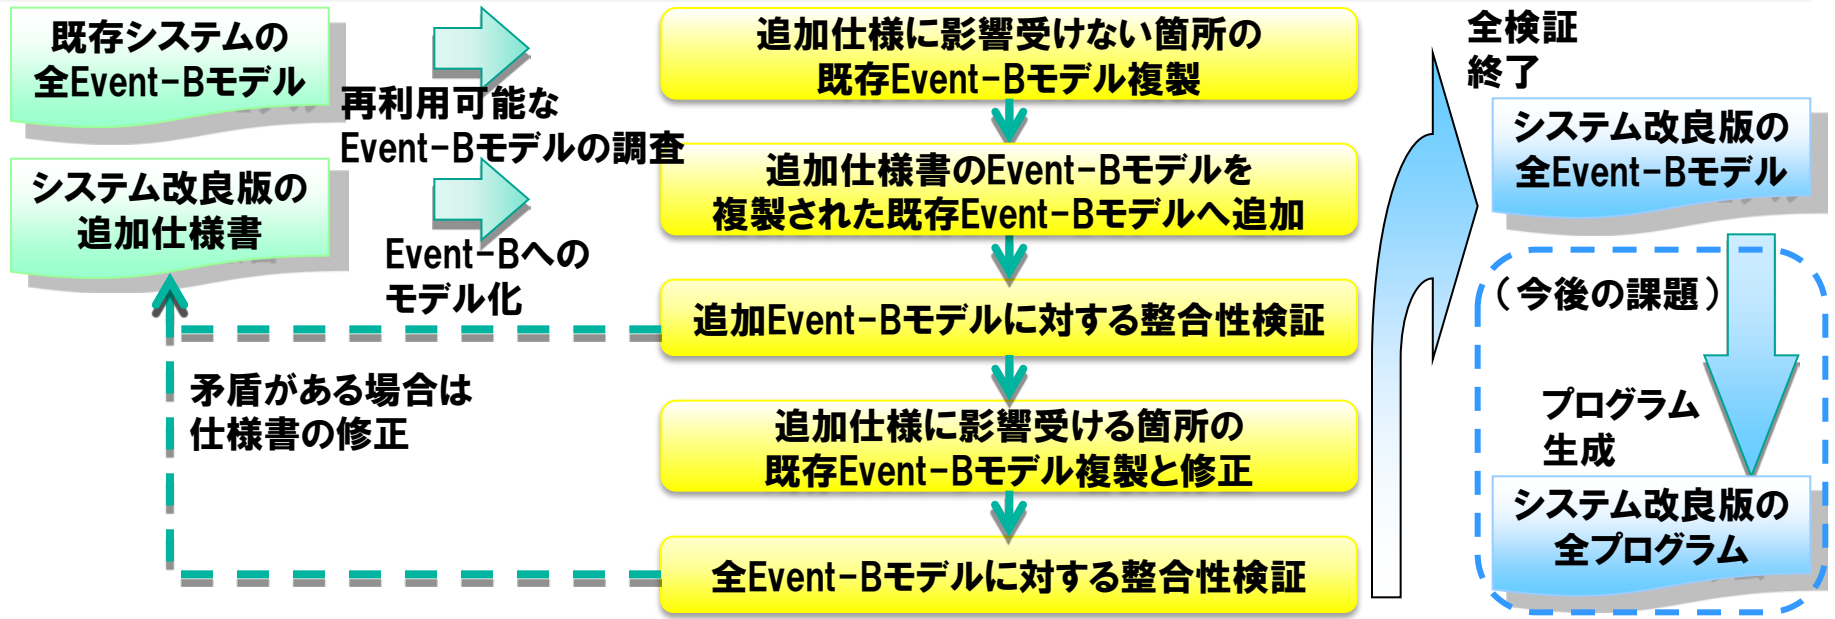 既存システムの
全Event-Bモデル
システム改良版の
追加仕様書
再利用可能な
Event-Bモデルの調査
Event-Bへの
モデル化
矛盾がある場合は
仕様書の修正
追加仕様に影響受けない箇所の
既存Event-Bモデル複製
追加仕様書のEvent-Bモデルを
複製された既存Event-Bモデルへ追加
追加Event-Bモデルに対する整合性検証
追加仕様に影響受ける箇所の
既存Event-Bモデル複製と修正
全Event-Bモデルに対する整合性検証
全検証
終了
システム改良版の
全Event-Bモデル
（今後の課題）
プログラム
生成
システム改良版の
全プログラム